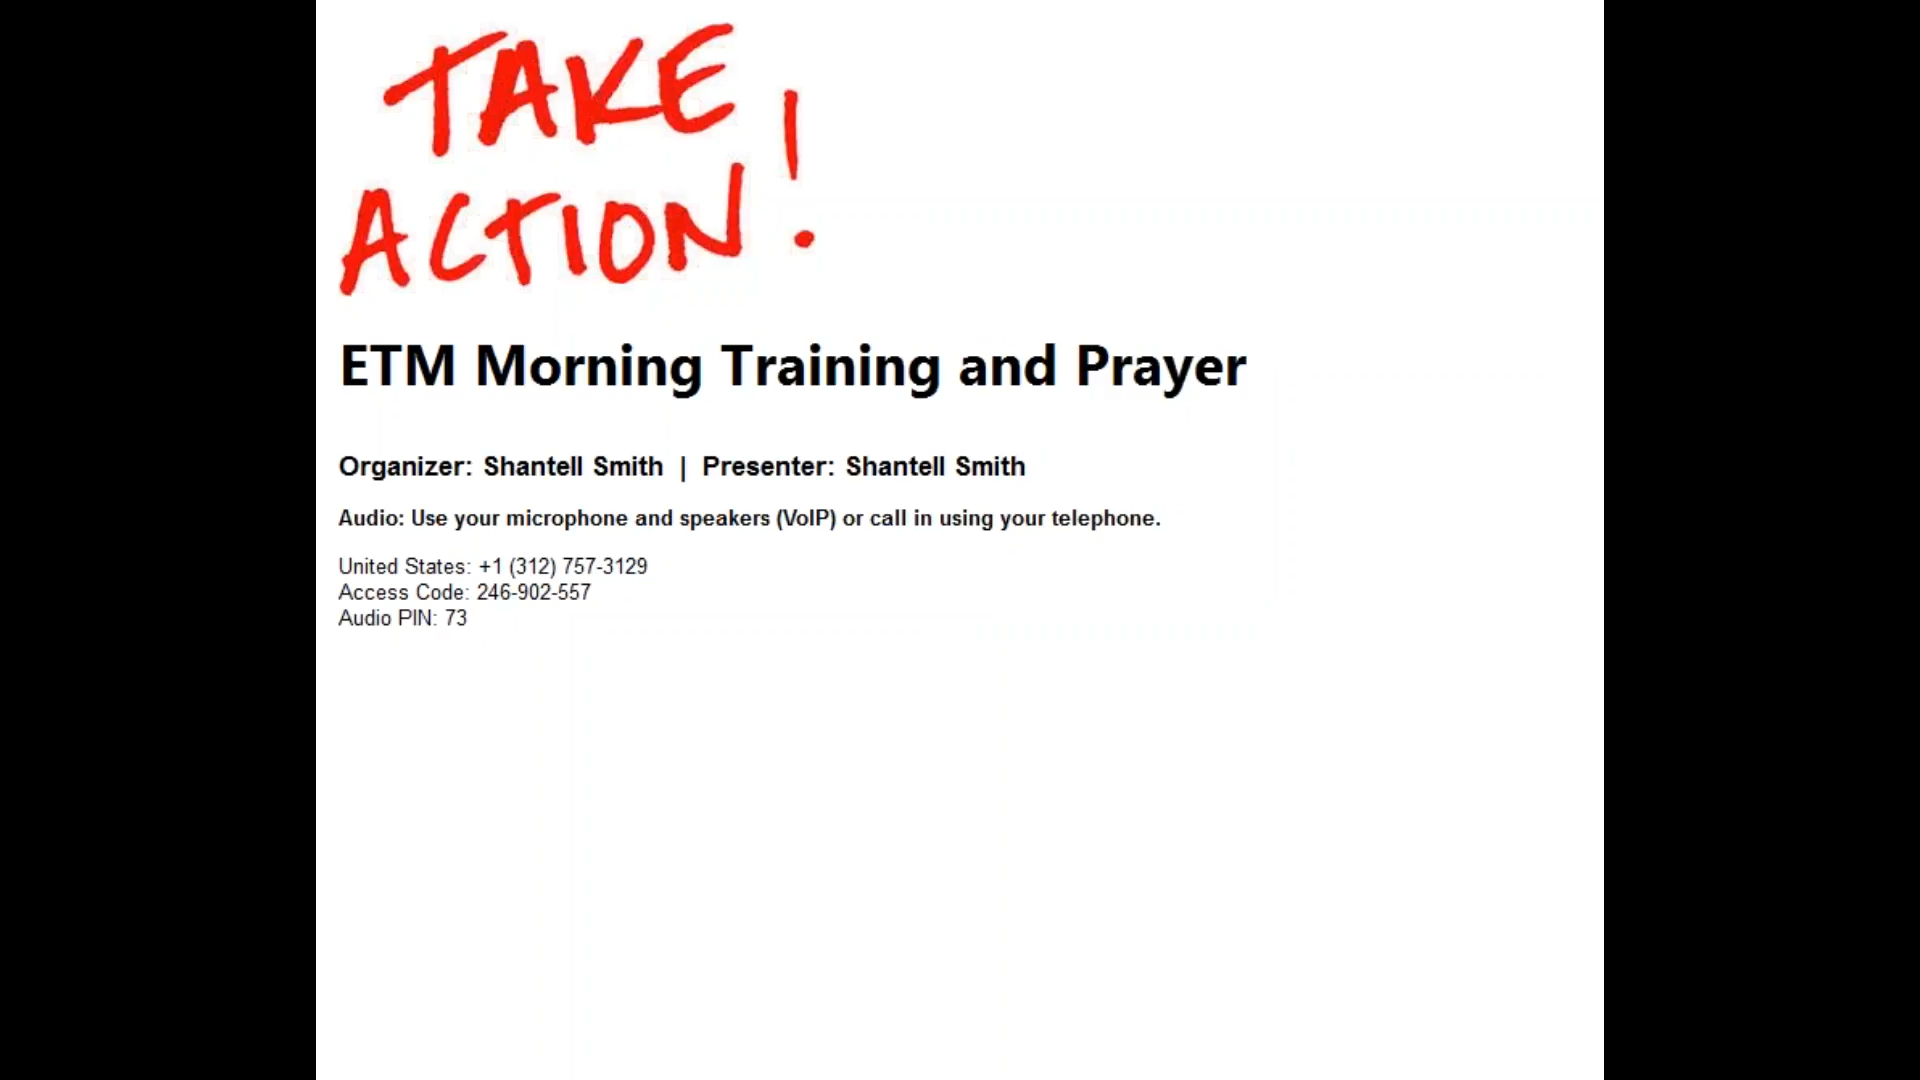 TAKE
ACTION!
ETM Morning Training and Prayer
Organizer: Shantell Smith | Presenter: Shantell Smith
Audio: Use your microphone and speakers (VoIP) or call in using your telephone.
United States: +1 (312) 757-3129
Access Code: 246-902-557
Audio PIN: 73